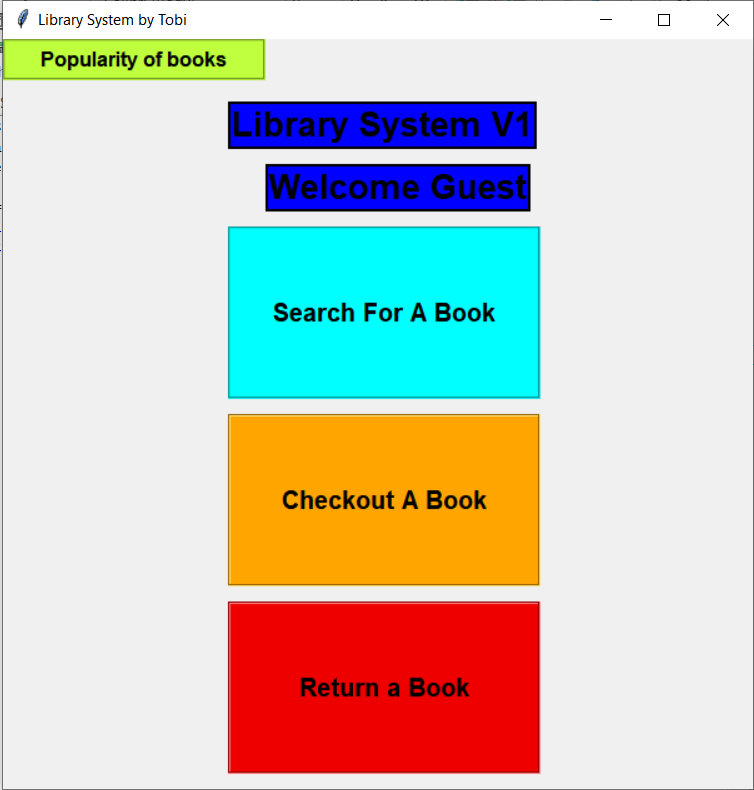 Library System by Tobi
Popularity of books
Library System V1
Welcome Guest
Search For A Book
Checkout A Book
Return a Book